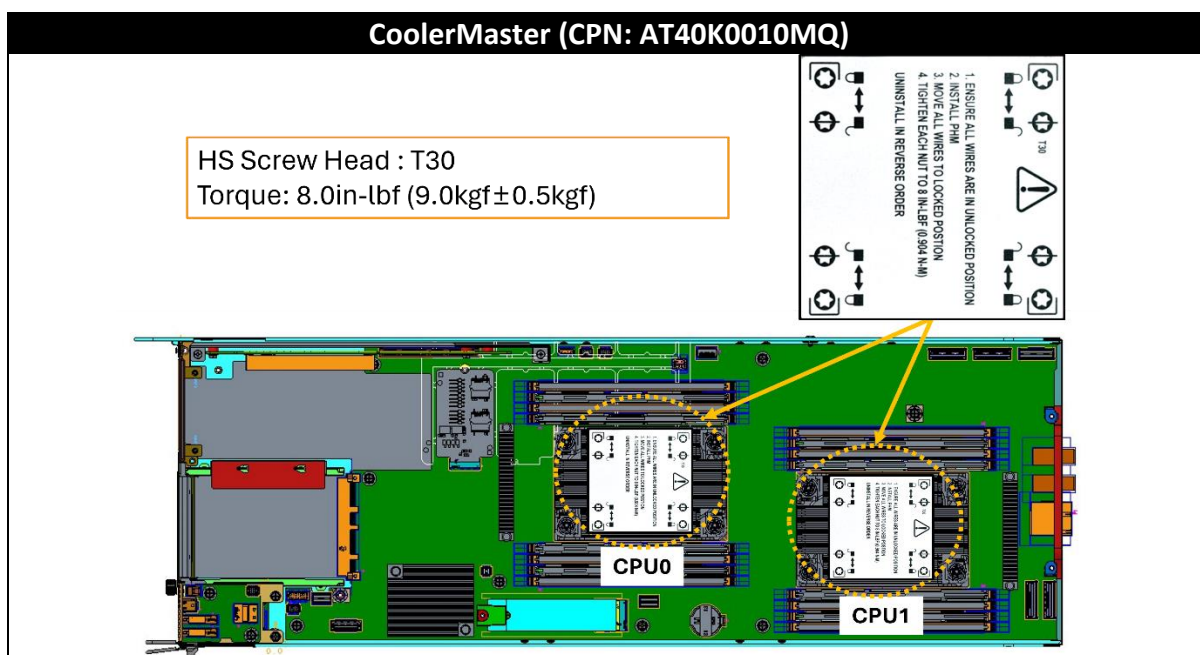 CoolerMaster (CPN: AT40K0010MQ)
HS Screw Head : T30
Torque: 8.0in-lbf (9.0kgf±0.5kgf)
T30
1. ENSURE ALL WIRES ARE IN UNLOCKED POSITION
2. INSTALL PHM
3. MOVE ALL WIRES TO LOCKED POSTION
4. TIGHTEN EACH NUT TO 8 IN-LBF (0.904 N-M)
UNINSTALL IN REVERSE ORDER
CPU0
CPU1